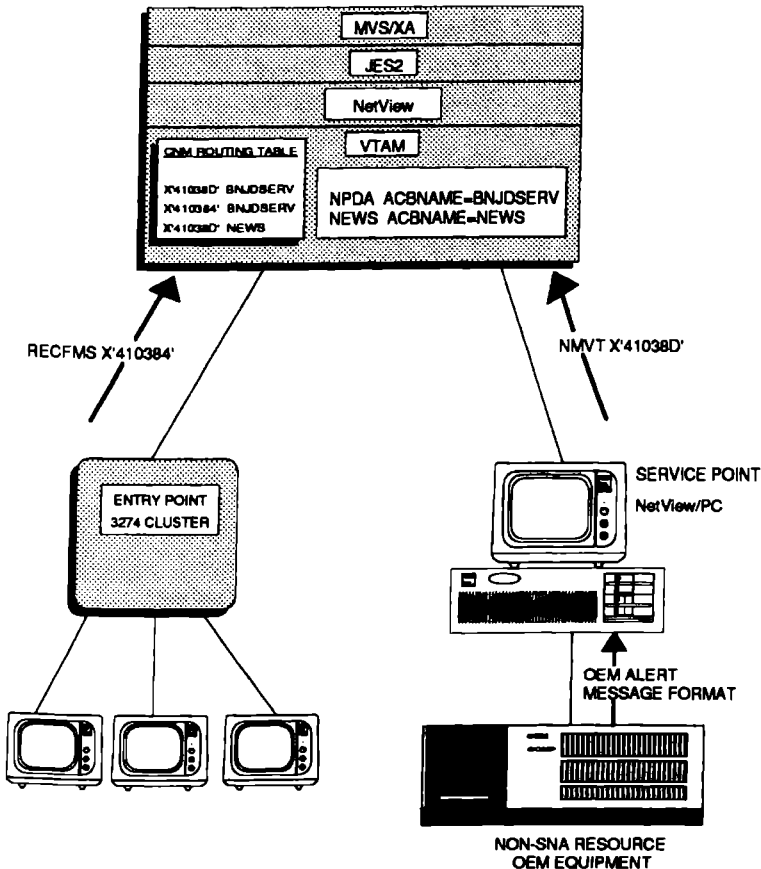 MVS/XA
JES2
NetView
VTAM
CNM ROUTING TABLE
X'41038D' BNJDSERV
X'410384' BNJDSERV
X'41038D' NEWS
NPDA ACBNAME=BNJDSERV
NEWS ACBNAME=NEWS
RECFMS X'410384'
NMVT X'41038D'
ENTRY POINT
3274 CLUSTER
SERVICE POINT
NetView/PC
OEM ALERT
MESSAGE FORMAT
NON-SNA RESOURCE
OEM EQUIPMENT